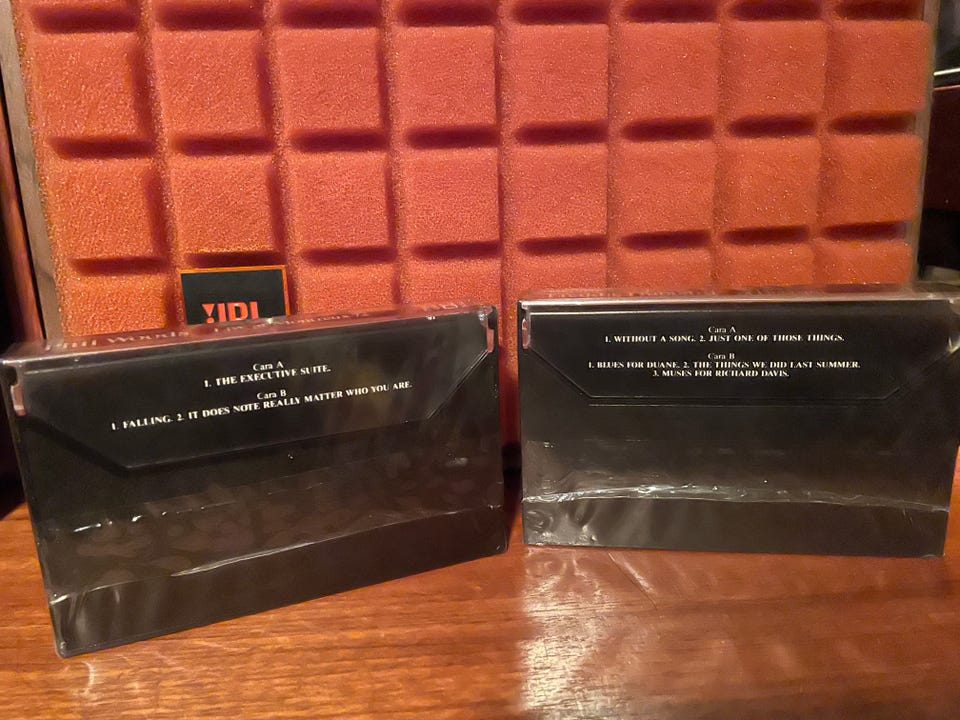 JBL
Phil Woods
Cara A
1. THE EXECUTIVE SUITE.
Cara B
1. FALLING. 2. IT DOES NOTE REALLY MATTER WHO YOU ARE.
Cara A
1. WITHOUT A SONG. 2. JUST ONE OF THOSE THINGS.
Cara B
1. BLUES FOR DUANE. 2. THE THINGS WE DID LAST SUMMER.
3. MUSES FOR RICHARD DAVIS.